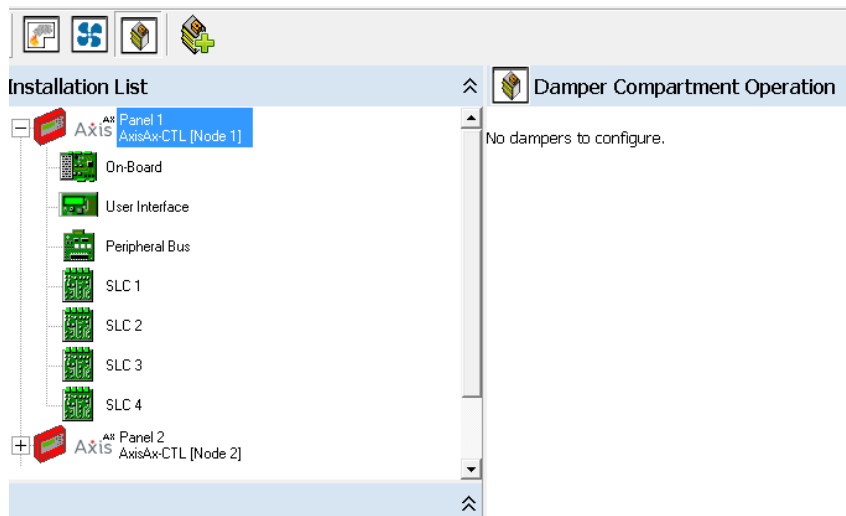 Installation List
Damper Compartment Operation
Axis AX Panel 1
AxisAx-CTL [Node 1]
No dampers to configure.
On-Board
User Interface
Peripheral Bus
SLC 1
SLC 2
SLC 3
SLC 4
Axis AX Panel 2
AxisAx-CTL [Node 2]